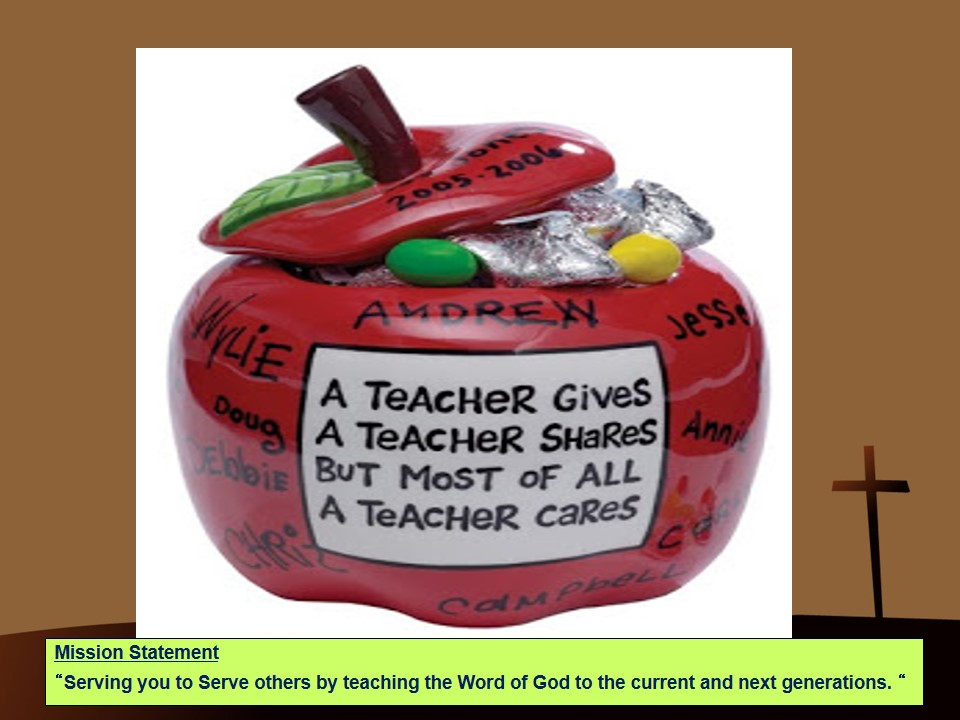 2005-2006
ANDREW
Jesse
WYLIE
A TeACHeR GiveS
A TeACHeR SHaReS
BUT MoST oF ALL
A TeACHeR CaReS
Doug
Annie
DEbbiE
CAMPbeLL
Mission Statement
“Serving you to Serve others by teaching the Word of God to the current and next generations. “